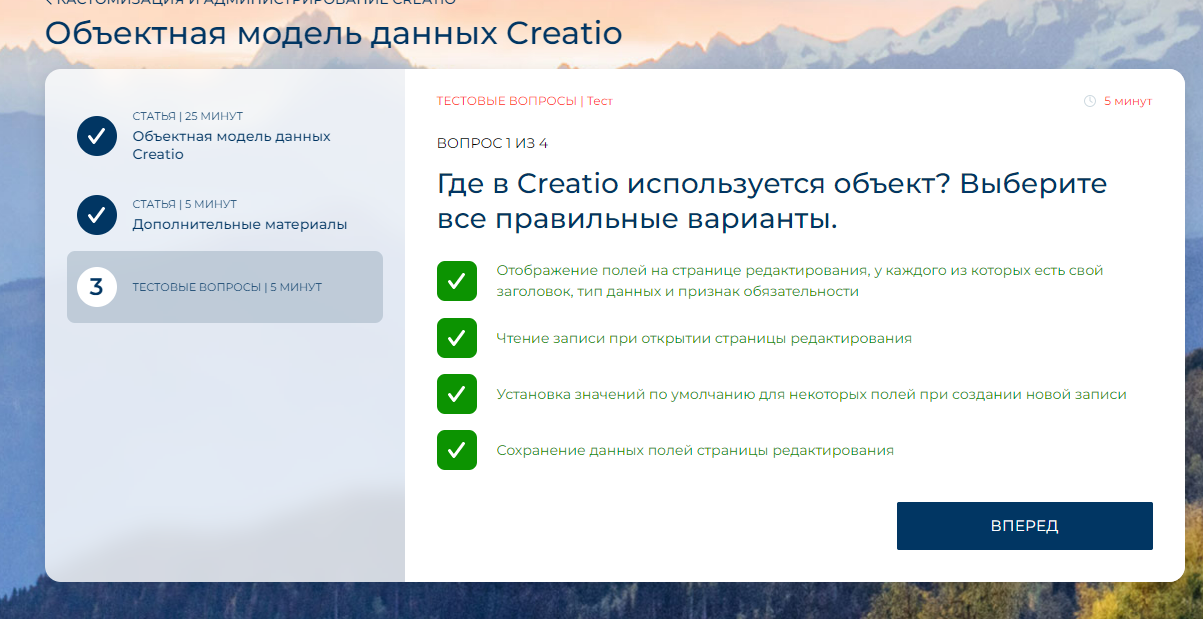 КАСТОМИЗАЦИЯ И АДМИНИСТРИРОВАНИЕ CREATIO
Объектная модель данных Creatio
СТАТЬЯ | 25 МИНУТ
Объектная модель данных
Creatio
СТАТЬЯ | 5 МИНУТ
Дополнительные материалы
3
ТЕСТОВЫЕ ВОПРОСЫ | 5 МИНУТ
ТЕСТОВЫЕ ВОПРОСЫ | Тест
5 минут
ВОПРОС 1 ИЗ 4
Где в Creatio используется объект? Выберите
все правильные варианты.
Отображение полей на странице редактирования, у каждого из которых есть свой
заголовок, тип данных и признак обязательности
Чтение записи при открытии страницы редактирования
Установка значений по умолчанию для некоторых полей при создании новой записи
Сохранение данных полей страницы редактирования
ВПЕРЕД